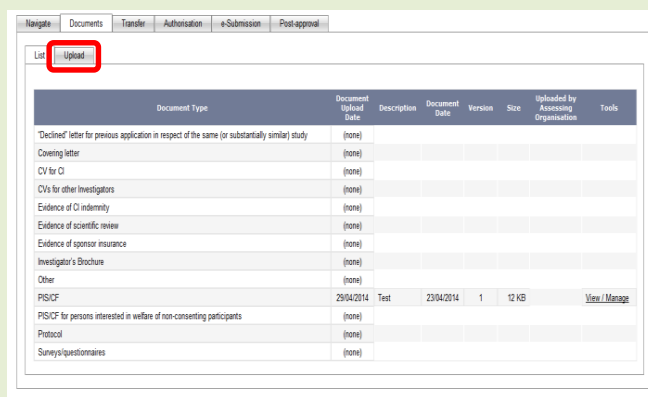 Navigate Documents Transfer Authorisation e-Submission Post-approval
List Upload
Document Type Document Upload Date Description Document Date Version Size Uploaded by Assessing Organisation Tools
"Declined" letter for previous application in respect of the same (or substantially similar) study (none)
Covering letter (none)
CV for CI (none)
CVs for other Investigators (none)
Evidence of CI indemnity (none)
Evidence of scientific review (none)
Evidence of sponsor insurance (none)
Investigator's Brochure (none)
Other (none)
PIS/CF 29/04/2014 Test 23/04/2014 1 12 KB View / Manage
PIS/CF for persons interested in welfare of non-consenting participants (none)
Protocol (none)
Surveys/questionnaires (none)